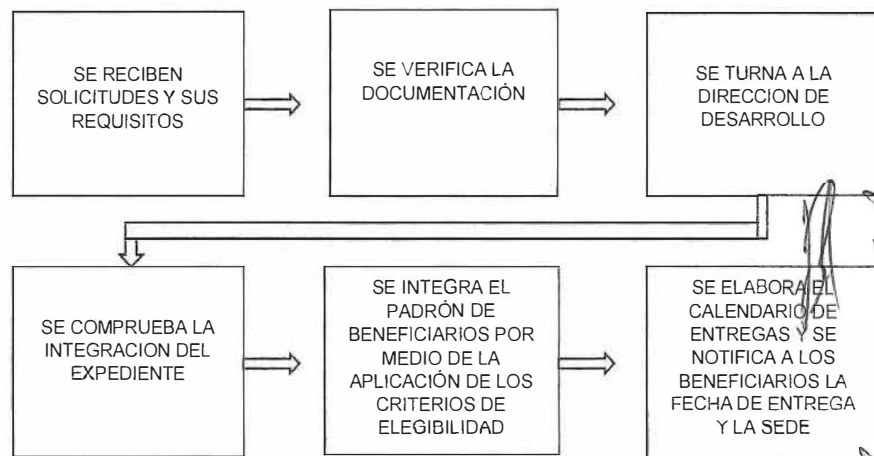 SE RECIBEN
SOLICITUDES Y SUS
REQUISITOS
SE VERIFICA LA
DOCUMENTACIÓN
SE TURNA A LA
DIRECCION DE
DESARROLLO
SE COMPRUEBA LA
INTEGRACION DEL
EXPEDIENTE
SE INTEGRA EL
PADRÓN DE
BENEFICIARIOS POR
MEDIO DE LA
APLICACIÓN DE LOS
CRITERIOS DE
ELEGIBILIDAD
SE ELABORA EL
CALENDARIO DE
ENTREGAS Y SE
NOTIFICA A LOS
BENEFICIARIOS LA
FECHA DE ENTREGA
Y LA SEDE